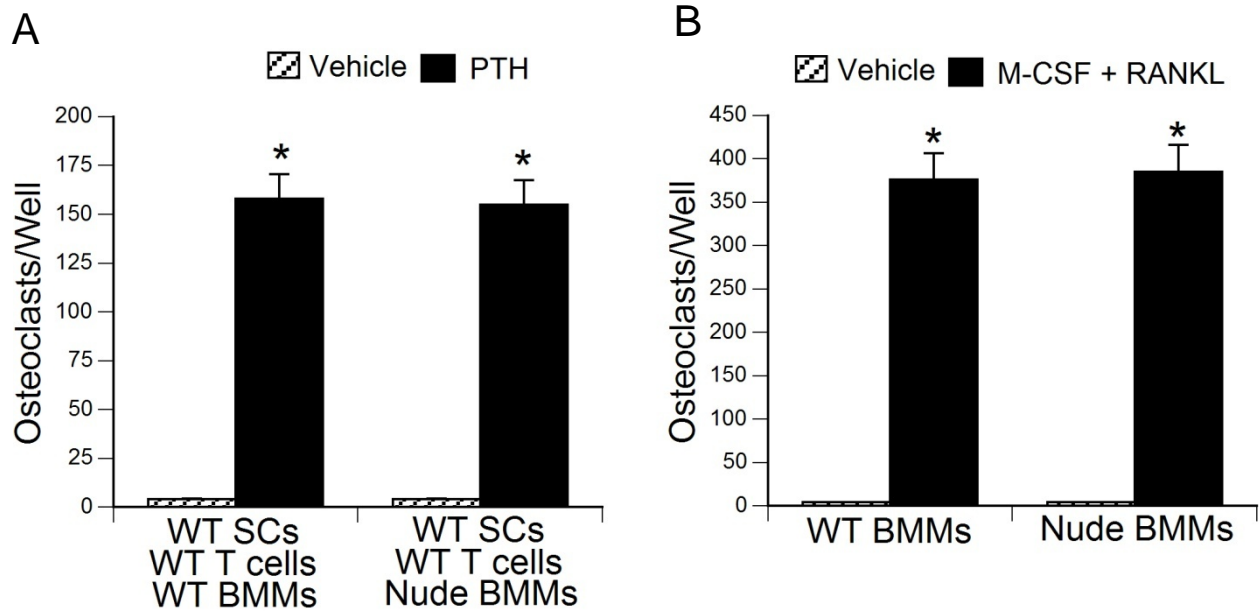 A
Vehicle PTH
Osteoclasts/Well
200
175
150
125
100
75
50
25
0
*
*
WT SCs
WT T cells
WT BMMs
WT SCs
WT T cells
Nude BMMs
B
Vehicle M-CSF + RANKL
Osteoclasts/Well
450
400
350
300
250
200
150
100
50
0
*
*
WT BMMs
Nude BMMs